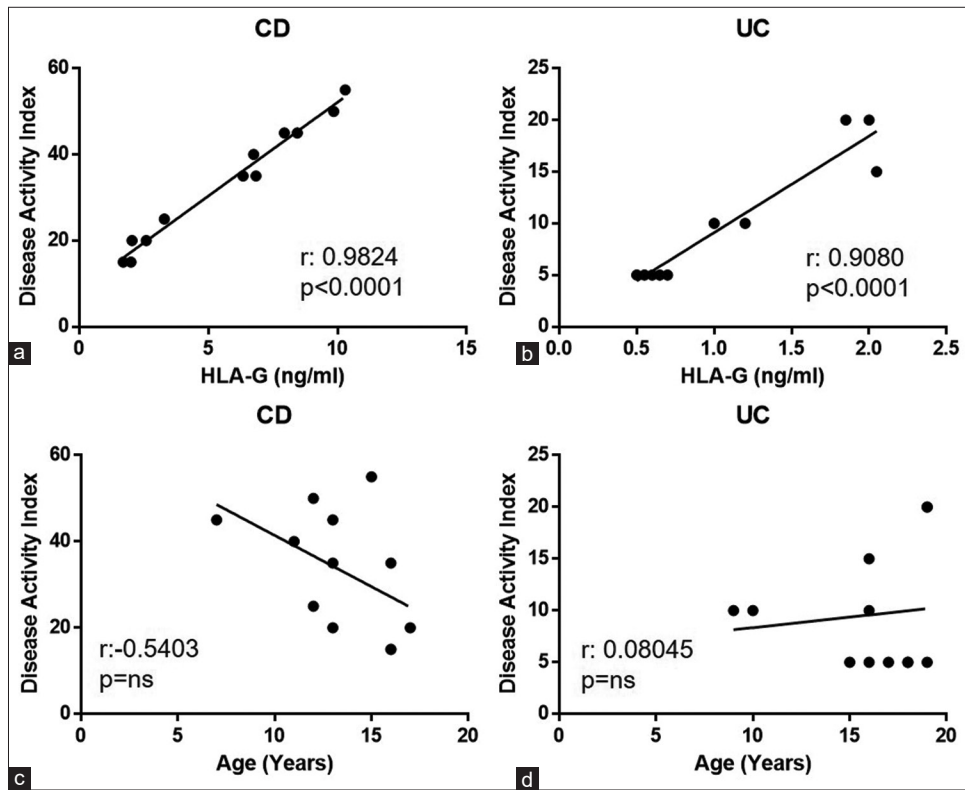 CD
Disease Activity Index
60
40
20
0
0 5 10 15
HLA-G (ng/ml)
r: 0.9824
p<0.0001
a
UC
Disease Activity Index
25
20
15
10
5
0
0.0 0.5 1.0 1.5 2.0 2.5
HLA-G (ng/ml)
r: 0.9080
p<0.0001
b
CD
Disease Activity Index
60
40
20
0
0 5 10 15 20
Age (Years)
r:-0.5403
p=ns
c
UC
Disease Activity Index
25
20
15
10
5
0
0 5 10 15 20
Age (Years)
r: 0.08045
p=ns
d